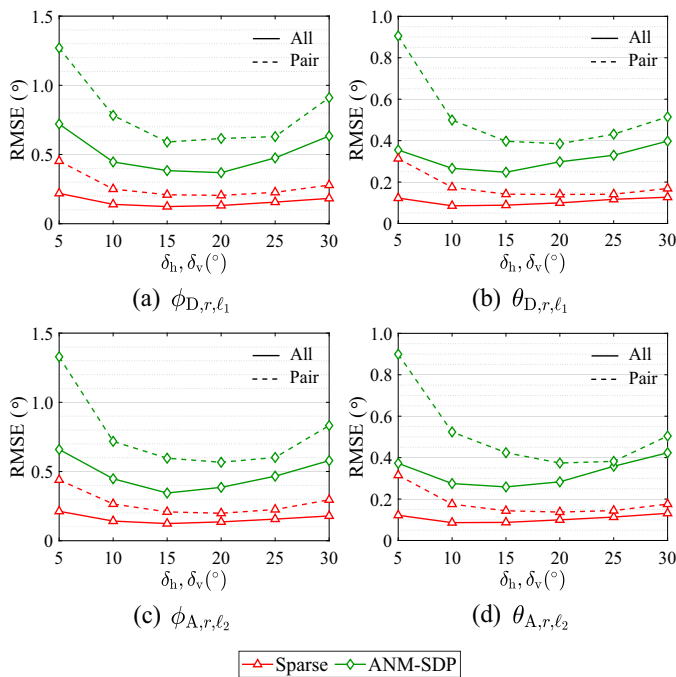 1.5
1.0
0.5
0
RMSE (°)
All
Pair
5 10 15 20 25 30
δh, δv(°)
(a) ϕD,r,ℓ1
1.0
0.8
0.6
0.4
0.2
0
RMSE (°)
All
Pair
5 10 15 20 25 30
δh, δv(°)
(b) θD,r,ℓ1
1.5
1.0
0.5
0
RMSE (°)
All
Pair
5 10 15 20 25 30
δh, δv(°)
(c) ϕA,r,ℓ2
1.0
0.8
0.6
0.4
0.2
0
RMSE (°)
All
Pair
5 10 15 20 25 30
δh, δv(°)
(d) θA,r,ℓ2
Sparse ANM-SDP